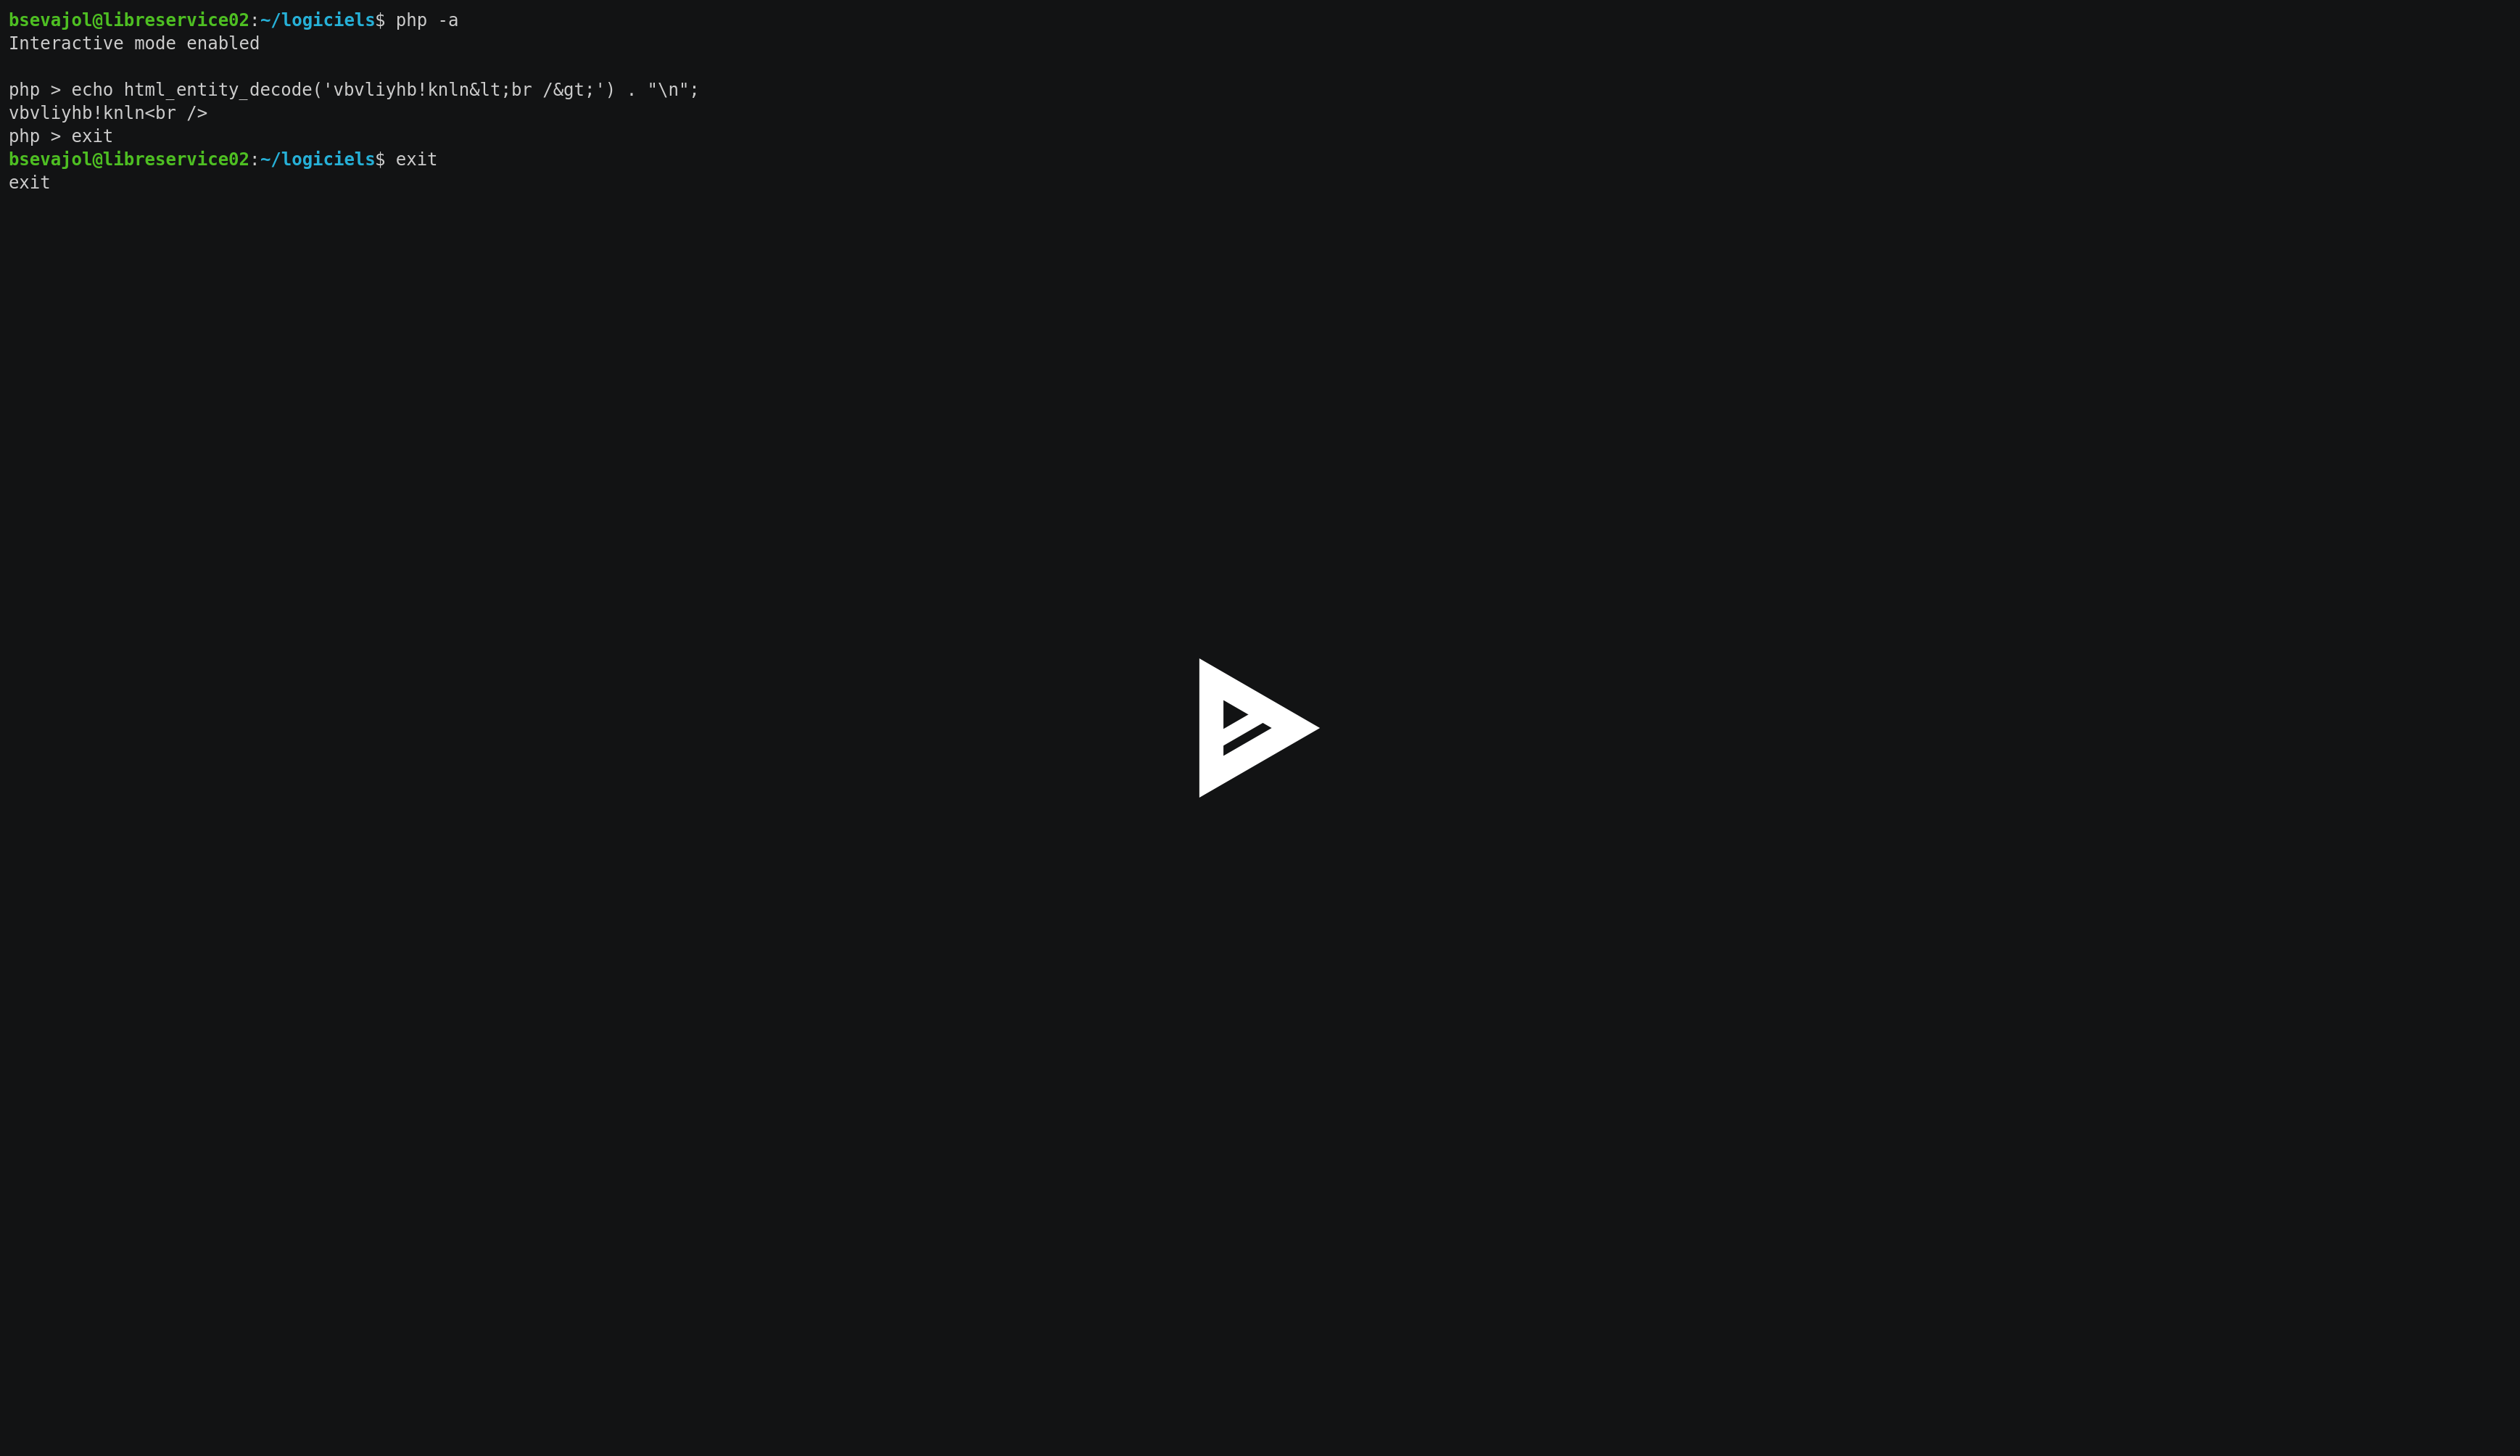 bsevajol@libreservice02:~/logiciels$ php -a
Interactive mode enabled
php > echo html_entity_decode('vbvliyhb!knln&lt;br /&gt;') . "\n";
vbvliyhb!knln<br />
php > exit
bsevajol@libreservice02:~/logiciels$ exit
exit